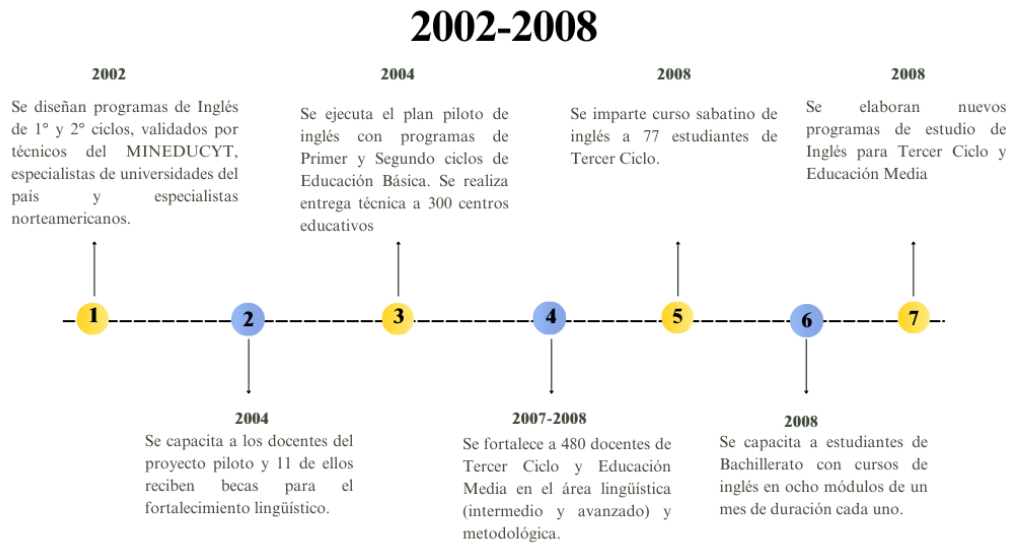 2002-2008
2002
Se diseñan programas de Inglés
de 1° y 2° ciclos, validados por
técnicos del MINEDUCYT,
especialistas de universidades del
país y especialistas
norteamericanos.
2004
Se ejecuta el plan piloto de
inglés con programas de
Primer y Segundo ciclos de
Educación Básica. Se realiza
entrega técnica a 300 centros
educativos
2008
Se imparte curso sabatino de
inglés a 77 estudiantes de
Tercer Ciclo.
2008
Se elaboran nuevos
programas de estudio de
Inglés para Tercer Ciclo y
Educación Media
1
2
3
4
5
6
7
2004
Se capacita a los docentes del
proyecto piloto y 11 de ellos
reciben becas para el
fortalecimiento lingüístico.
2007-2008
Se fortalece a 480 docentes de
Tercer Ciclo y Educación
Media en el área lingüística
(intermedio y avanzado) y
metodológica.
2008
Se capacita a estudiantes de
Bachillerato con cursos de
inglés en ocho módulos de un
mes de duración cada uno.